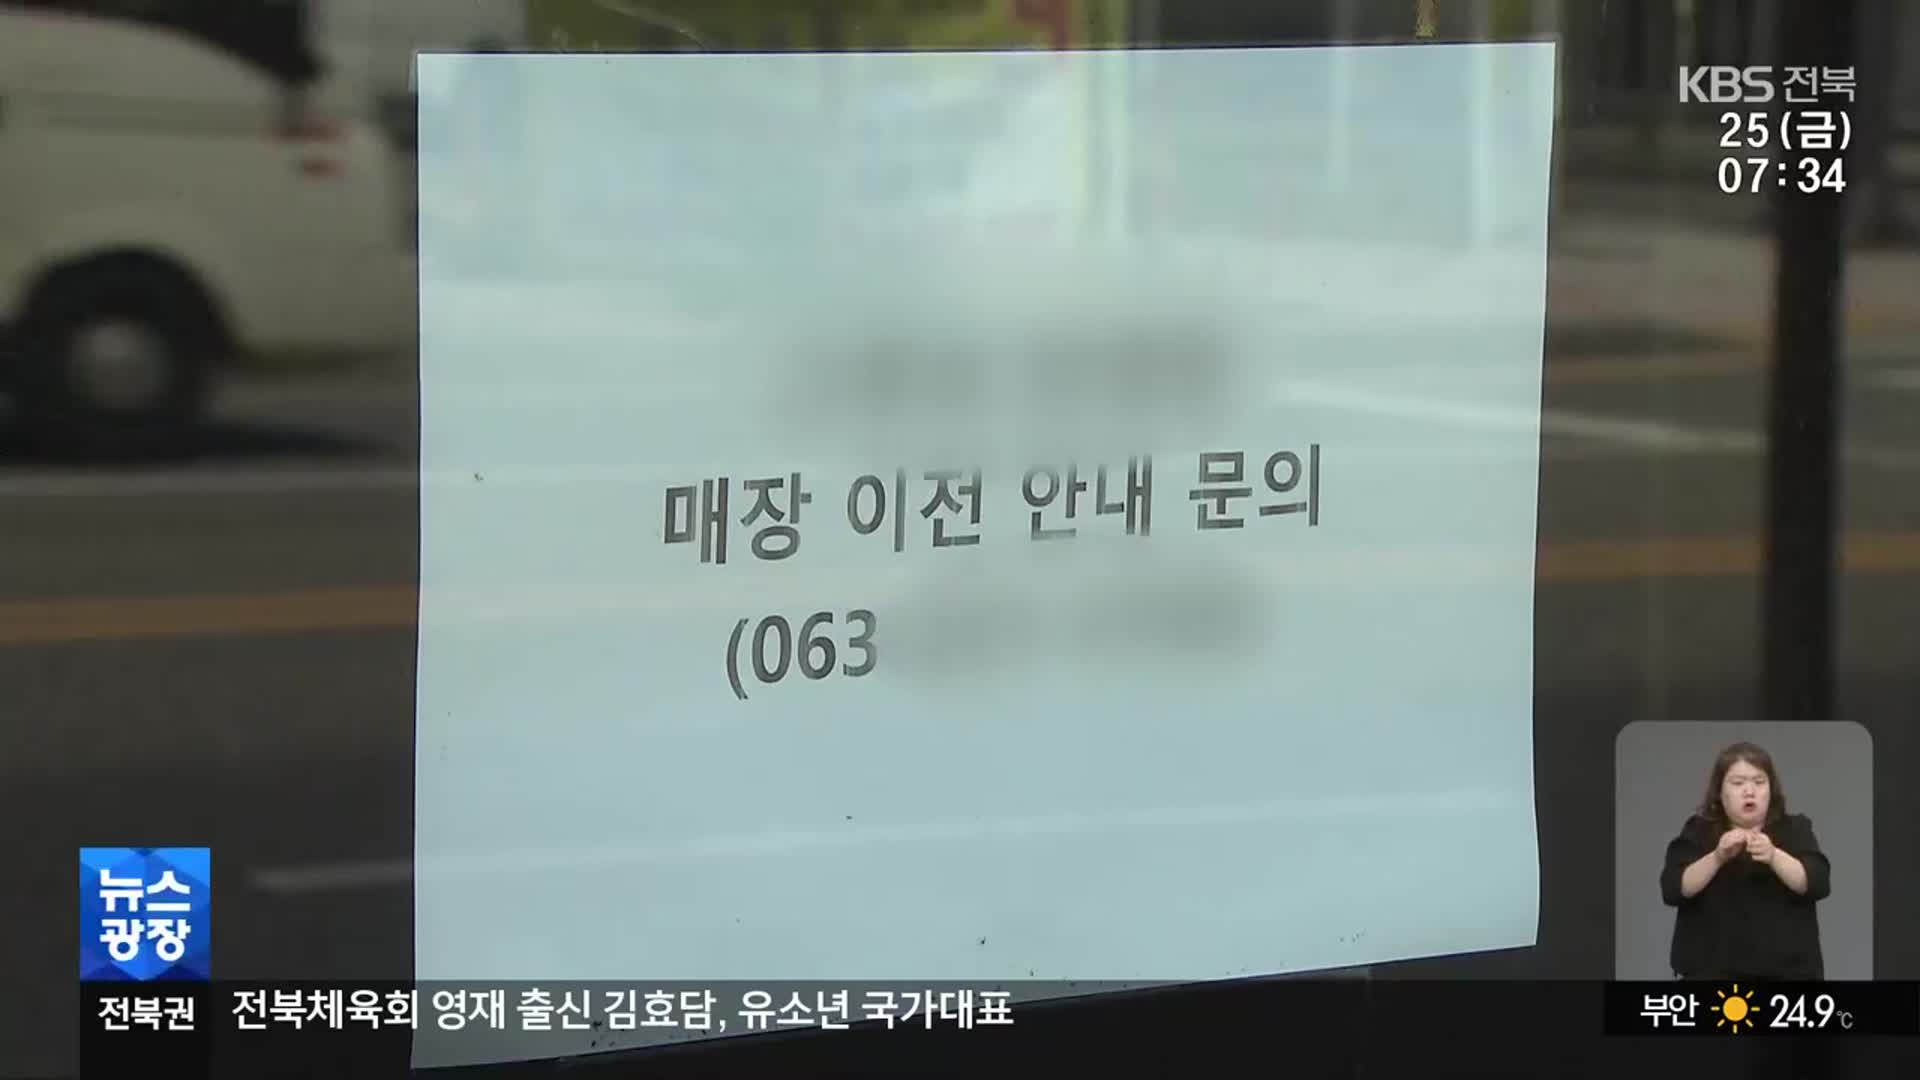 KBS 전북
25(금)
07:34
매장 이전 안내 문의
(063
뉴스
광장
전북권
전북체육회 영재 출신 김효담, 유소년 국가대표
부안 24.9℃